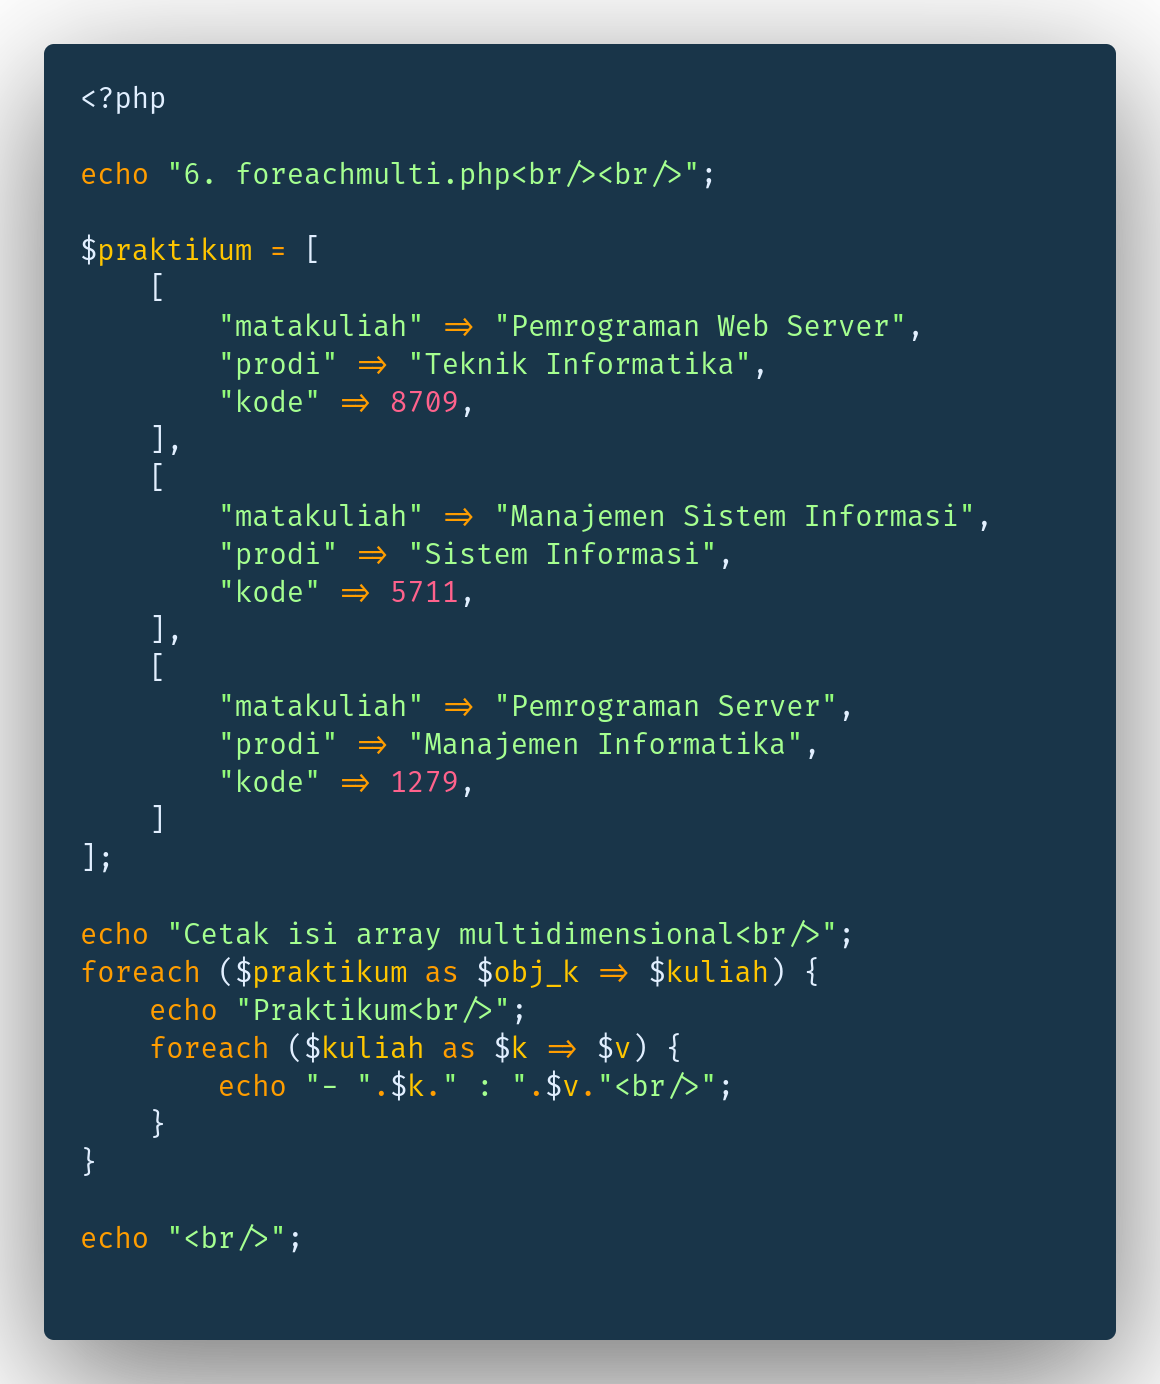 <?php
echo "6. foreachmulti.php<br/><br/>";
$praktikum = [
    [
        "matakuliah" => "Pemrograman Web Server",
        "prodi" => "Teknik Informatika",
        "kode" => 8709,
    ],
    [
        "matakuliah" => "Manajemen Sistem Informasi",
        "prodi" => "Sistem Informasi",
        "kode" => 5711,
    ],
    [
        "matakuliah" => "Pemrograman Server",
        "prodi" => "Manajemen Informatika",
        "kode" => 1279,
    ]
];
echo "Cetak isi array multidimensional<br/>";
foreach ($praktikum as $obj_k => $kuliah) {
    echo "Praktikum<br/>";
    foreach ($kuliah as $k => $v) {
        echo "- ".$k." : ".$v."<br/>";
    }
}
echo "<br/>";